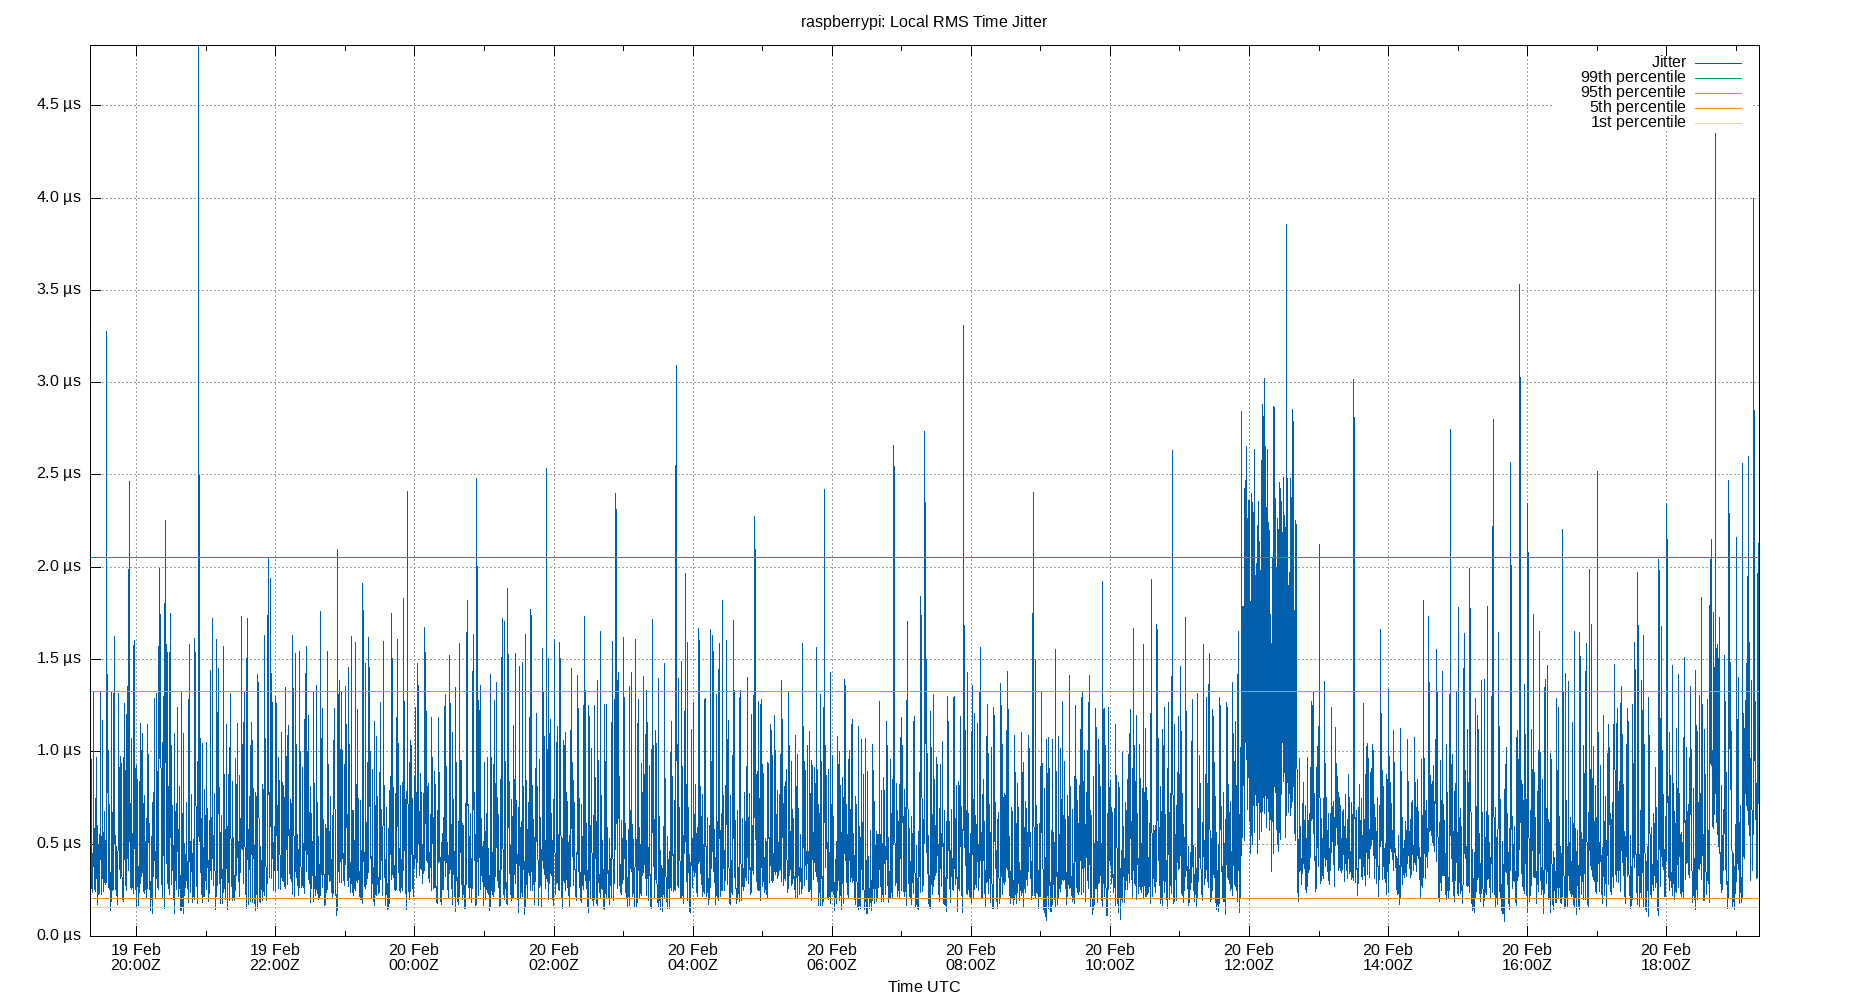 raspberrypi: Local RMS Time Jitter
Jitter
99th percentile
95th percentile
5th percentile
1st percentile
4.5 µs
4.0 µs
3.5 µs
3.0 µs
2.5 µs
2.0 µs
1.5 µs
1.0 µs
0.5 µs
0.0 µs
19 Feb 19 Feb 20 Feb 20 Feb 20 Feb 20 Feb 20 Feb 20 Feb 20 Feb 20 Feb 20 Feb 20 Feb
20:00Z 22:00Z 00:00Z 02:00Z 04:00Z 06:00Z 08:00Z 10:00Z 12:00Z 14:00Z 16:00Z 18:00Z
Time UTC